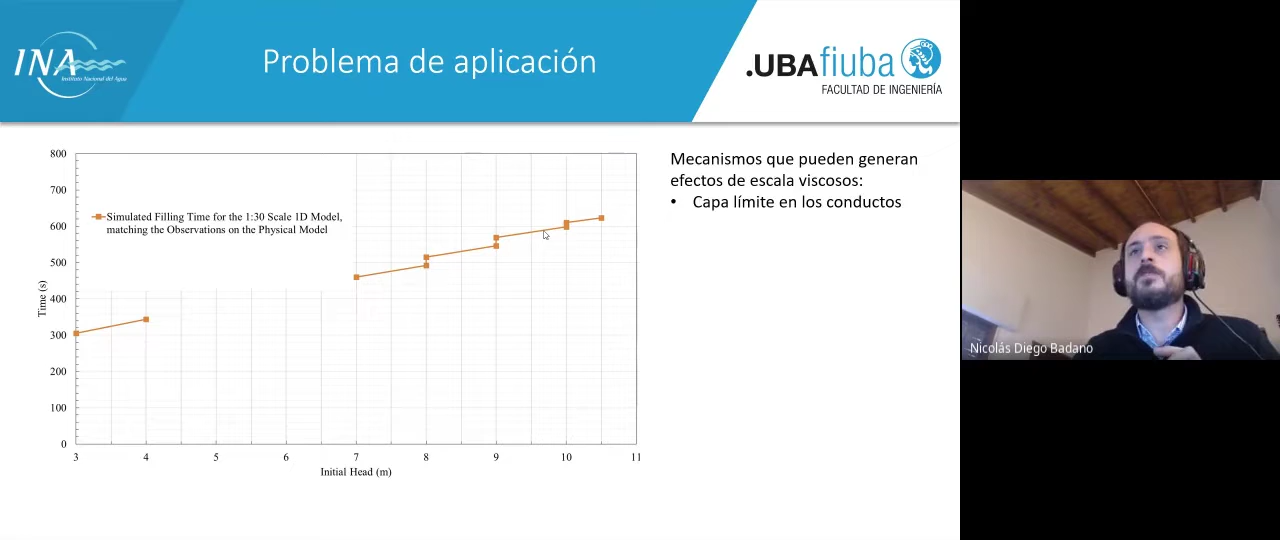 INA
Instituto Nacional del Agua
Problema de aplicación
.UBAfiuba
FACULTAD DE INGENIERÍA
800
700
600
500
400
300
200
100
0
Time (s)
Simulated Filling Time for the 1:30 Scale 1D Model,
matching the Observations on the Physical Model
3 4 5 6 7 8 9 10 11
Initial Head (m)
Mecanismos que pueden generan
efectos de escala viscosos:
• Capa límite en los conductos
Nicolás Diego Badano